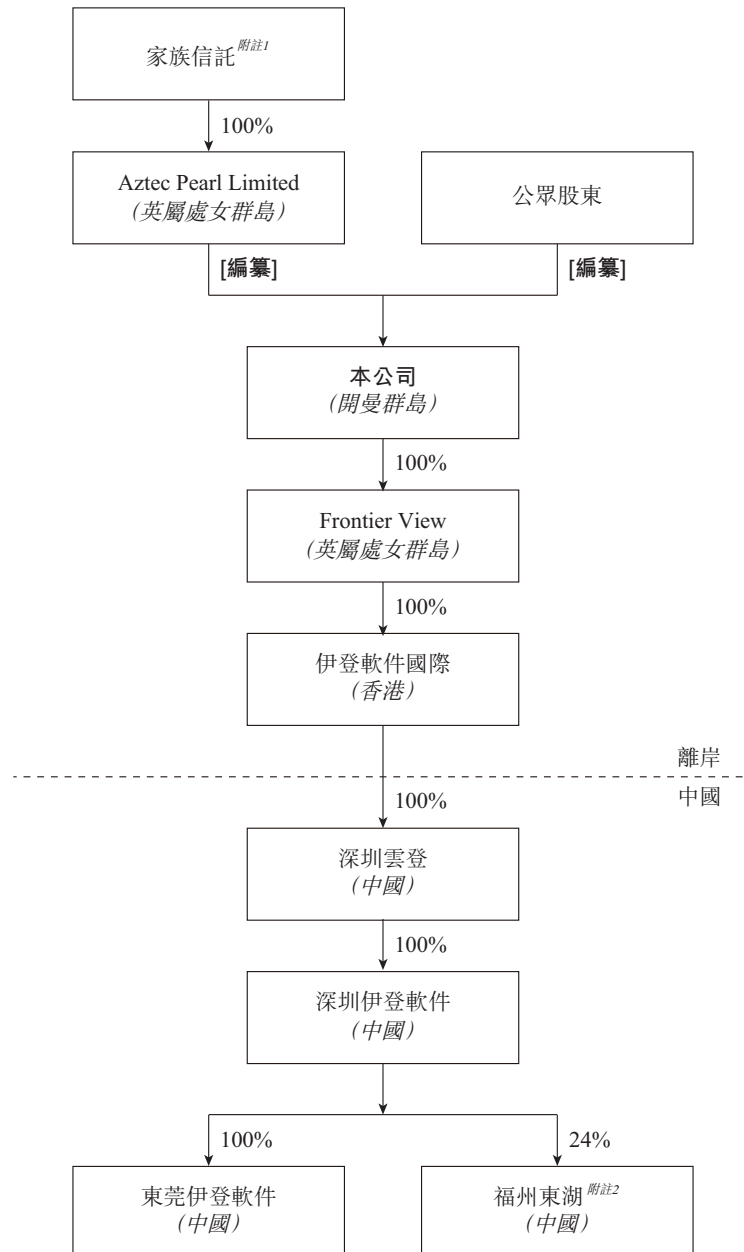 家族信託附註1
100%
Aztec Pearl Limited
(英屬處女群島)
公眾股東
[編纂]
[編纂]
本公司
(開曼群島)
100%
Frontier View
(英屬處女群島)
100%
伊登軟件國際
(香港)
離岸
100%
中國
深圳雲登
(中國)
100%
深圳伊登軟件
(中國)
100%
24%
東莞伊登軟件
(中國)
福州東湖附註2
(中國)